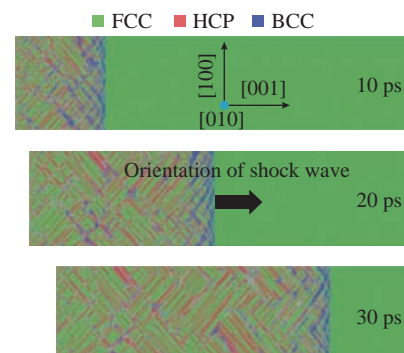 FCC HCP BCC
[100]
[001]
[010]
10 ps
Orientation of shock wave
20 ps
30 ps